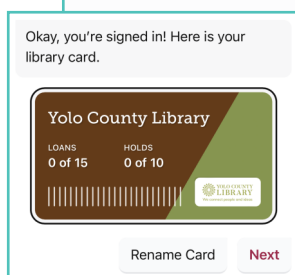 Okay, you're signed in! Here is your
library card.
Yolo County Library
LOANS
HOLDS
0 of 15
0 of 10
YOLO COUNTY
LIBRARY
Rename Card
Next